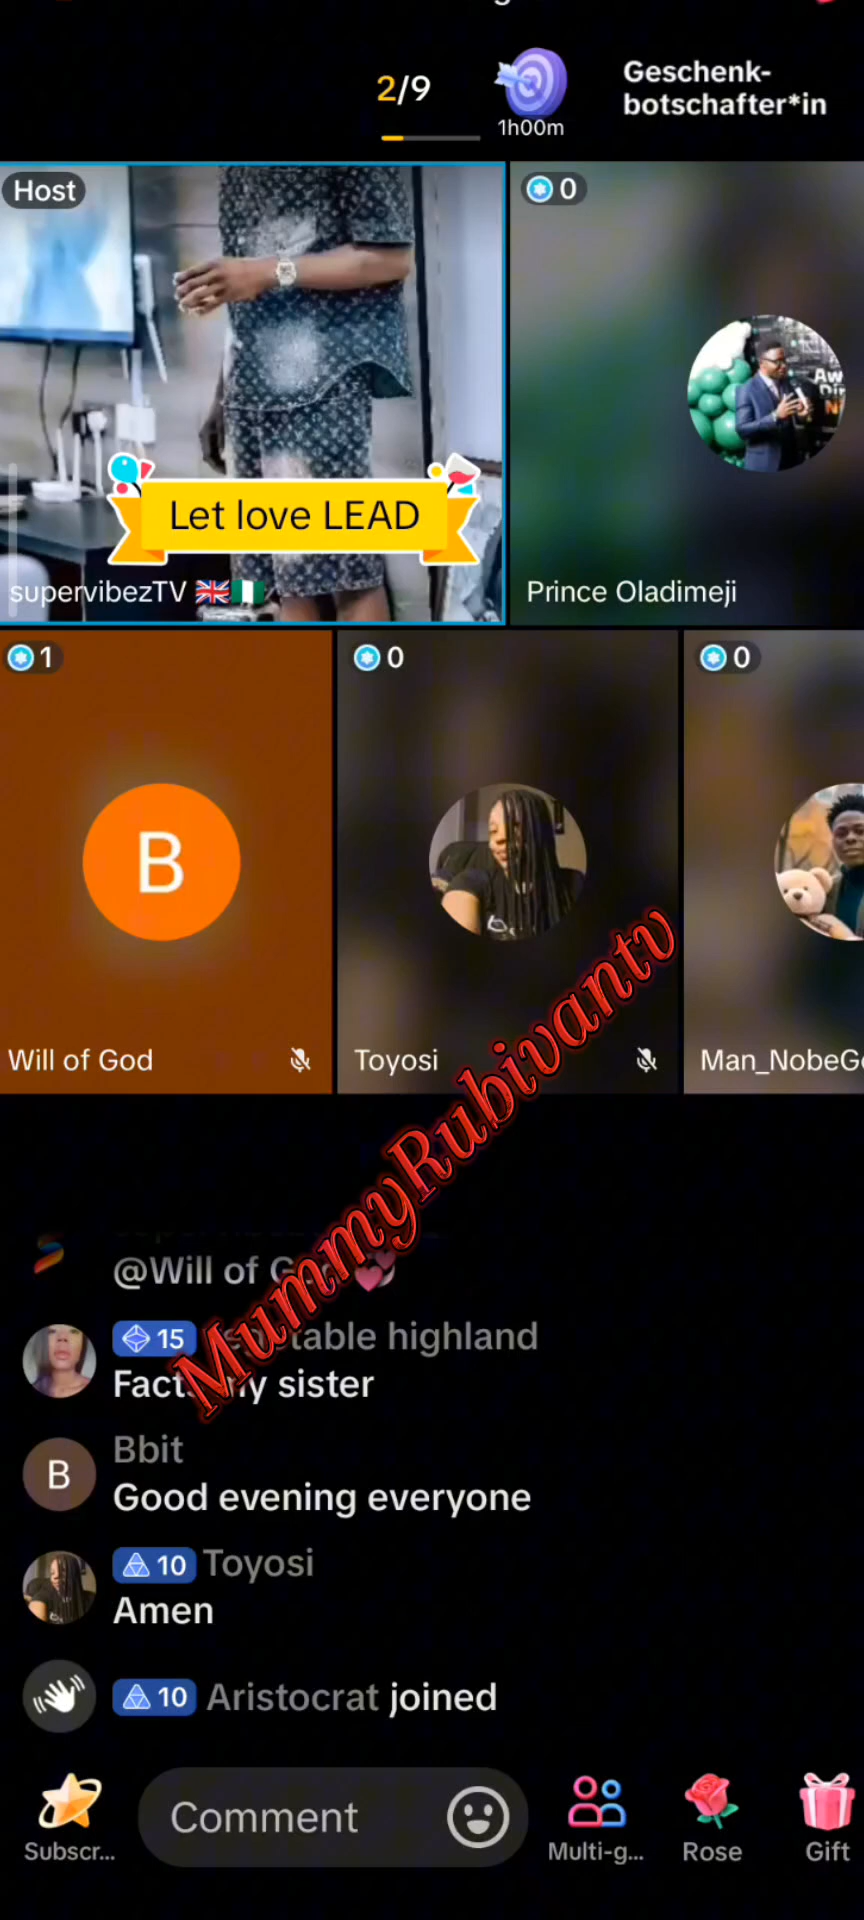 2/9
1h00m
Geschenk-
botschafter*in
Host
0
Let love LEAD
supervibezTV 🇬🇧🇳🇬
Prince Oladimeji
1
0
0
B
Will of God
Toyosi
Man_NobeG
MummyRubivantv
@Will of G 💞
15 table highland
Facts my sister
B
Bbit
Good evening everyone
10 Toyosi
Amen
10 Aristocrat joined
Comment
Subscr...
Multi-g...
Rose
Gift